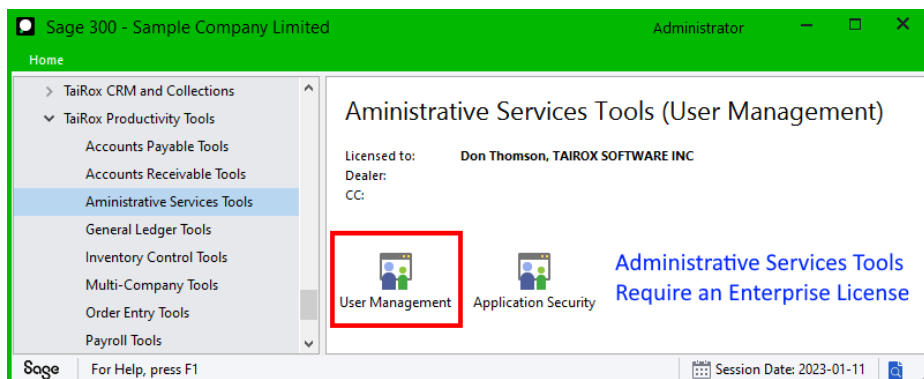 Sage 300 - Sample Company Limited
Administrator
Home
TaiRox CRM and Collections
TaiRox Productivity Tools
Accounts Payable Tools
Accounts Receivable Tools
Aministrative Services Tools
General Ledger Tools
Inventory Control Tools
Multi-Company Tools
Order Entry Tools
Payroll Tools
Aministrative Services Tools (User Management)
Licensed to: Don Thomson, TAIROX SOFTWARE INC
Dealer:
CC:
User Management
Application Security
Administrative Services Tools
Require an Enterprise License
Sage
For Help, press F1
Session Date: 2023-01-11